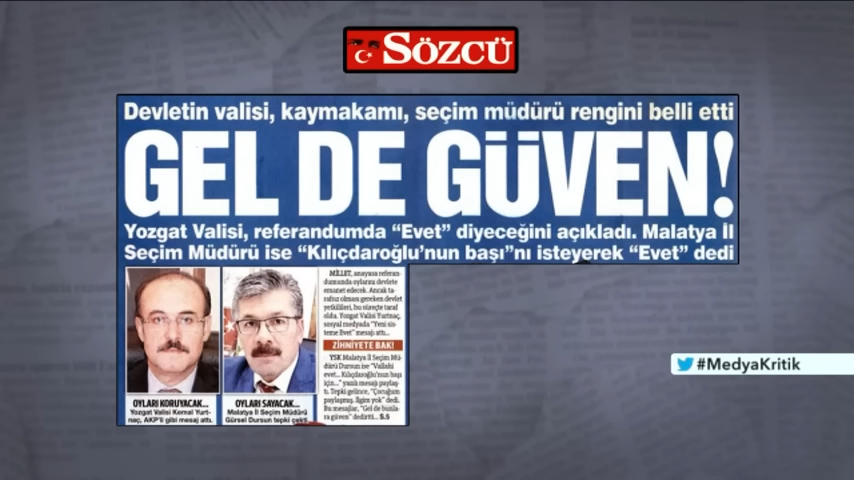 SÖZCÜ
Devletin valisi, kaymakamı, seçim müdürü rengini belli etti
GEL DE GÜVEN!
Yozgat Valisi, referandumda “Evet” diyeceğini açıkladı. Malatya İl
Seçim Müdürü ise “Kılıçdaroğlu’nun başı”nı isteyerek “Evet” dedi
OYLARI KORUYACAK...
Yozgat Valisi Kemal Yurt-
naç, AKP’li gibi mesaj attı.
OYLARI SAYACAK...
Malatya İl Seçim Müdürü
Gürsel Dursun tepki çekti.
MİLLET, anayasa referan-
dumunda oylarını devlete
emanet edecek. Ancak ta-
rafsız olması gereken devlet
yetkilileri, bu süreçte taraf
oldu. Yozgat Valisi Yurtnaç,
sosyal medyada “Yeni sis-
teme Evet” mesajı attı...
ZİHNİYETE BAK!
YSK Malatya İl Seçim Mü-
dürü Dursun ise “Vallahi
evet... Kılıçdaroğlu’nun başı
için...” yazılı mesajı paylaş-
tı. Tepki gelince, “Çocuğum
paylaşmış. İlgim yok” dedi.
Bu mesajlar, “Gel de bunla-
ra güven” dedirtti... S.5
#MedyaKritik